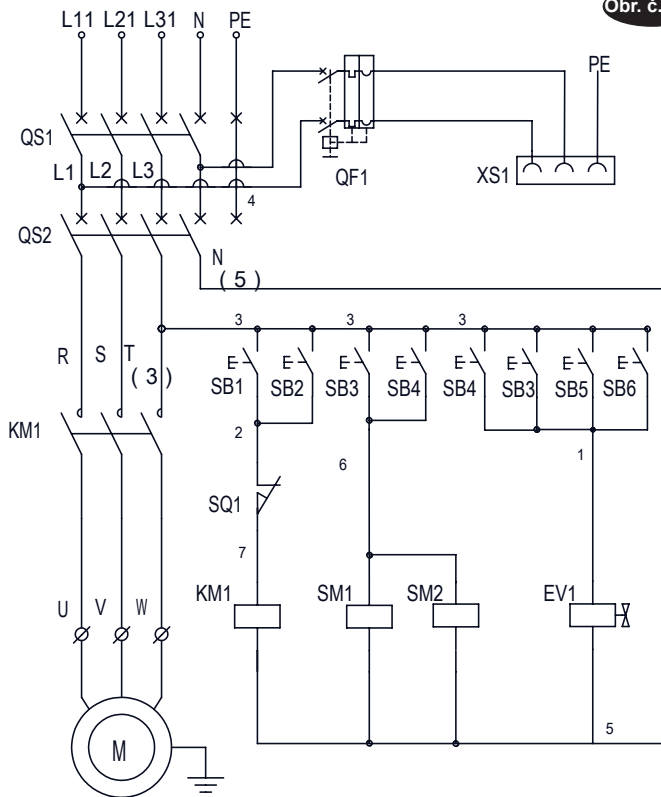 Obr. č.
L11 L21 L31 N PE
PE
QS1
L1 L2 L3
QF1
XS1
4
QS2
N
( 5 )
3 3 3
R S T
( 3 )
SB1 SB2 SB3 SB4 SB4 SB3 SB5 SB6
KM1
2
6
1
SQ1
7
KM1 SM1 SM2 EV1
U V W
5
M